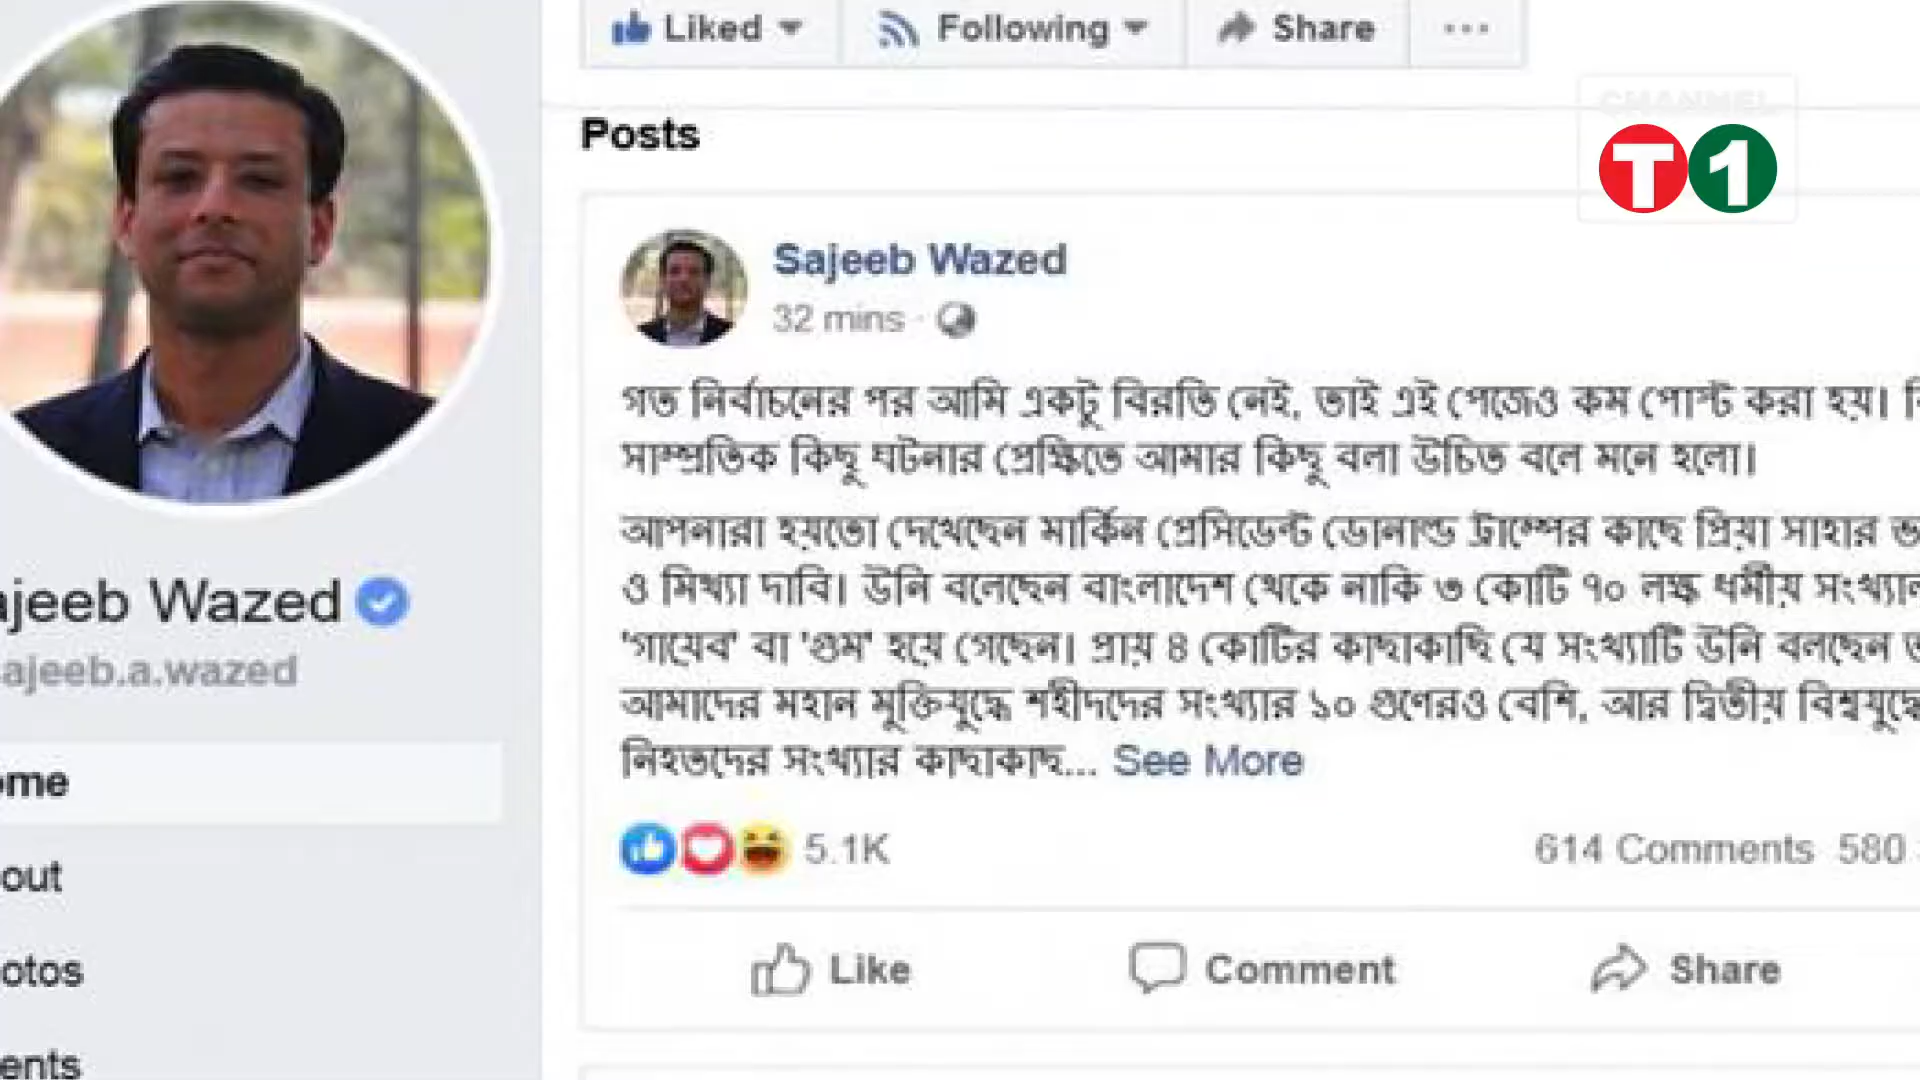 Liked
Following
Share
CHANNEL
T1
Posts
Sajeeb Wazed
32 mins
গত নির্বাচনের পর আমি একটু বিরতি নেই, তাই এই পেজেও কম পোস্ট করা হয়।
সাম্প্রতিক কিছু ঘটনার প্রেক্ষিতে আমার কিছু বলা উচিত বলে মনে হলো।
আপনারা হয়তো দেখেছেন মার্কিন প্রেসিডেন্ট ডোনাল্ড ট্রাম্পের কাছে প্রিয়া সাহার
ও মিথ্যা দাবি। উনি বলেছেন বাংলাদেশ থেকে নাকি ৩ কোটি ৭০ লক্ষ ধর্মীয়
'গায়েব' বা 'গুম' হয়ে গেছেন। প্রায় ৪ কোটির কাছাকাছি যে সংখ্যাটি উনি বলছেন
আমাদের মহান মুক্তিযুদ্ধে শহীদদের সংখ্যার ১০ গুণেরও বেশি, আর দ্বিতীয় বিশ্বযুদ্ধে
নিহতদের সংখ্যার কাছাকাছ... See More
5.1K
614 Comments 580
Like
Comment
Share
ajeeb Wazed
ajeeb.a.wazed
ome
out
otos
ents